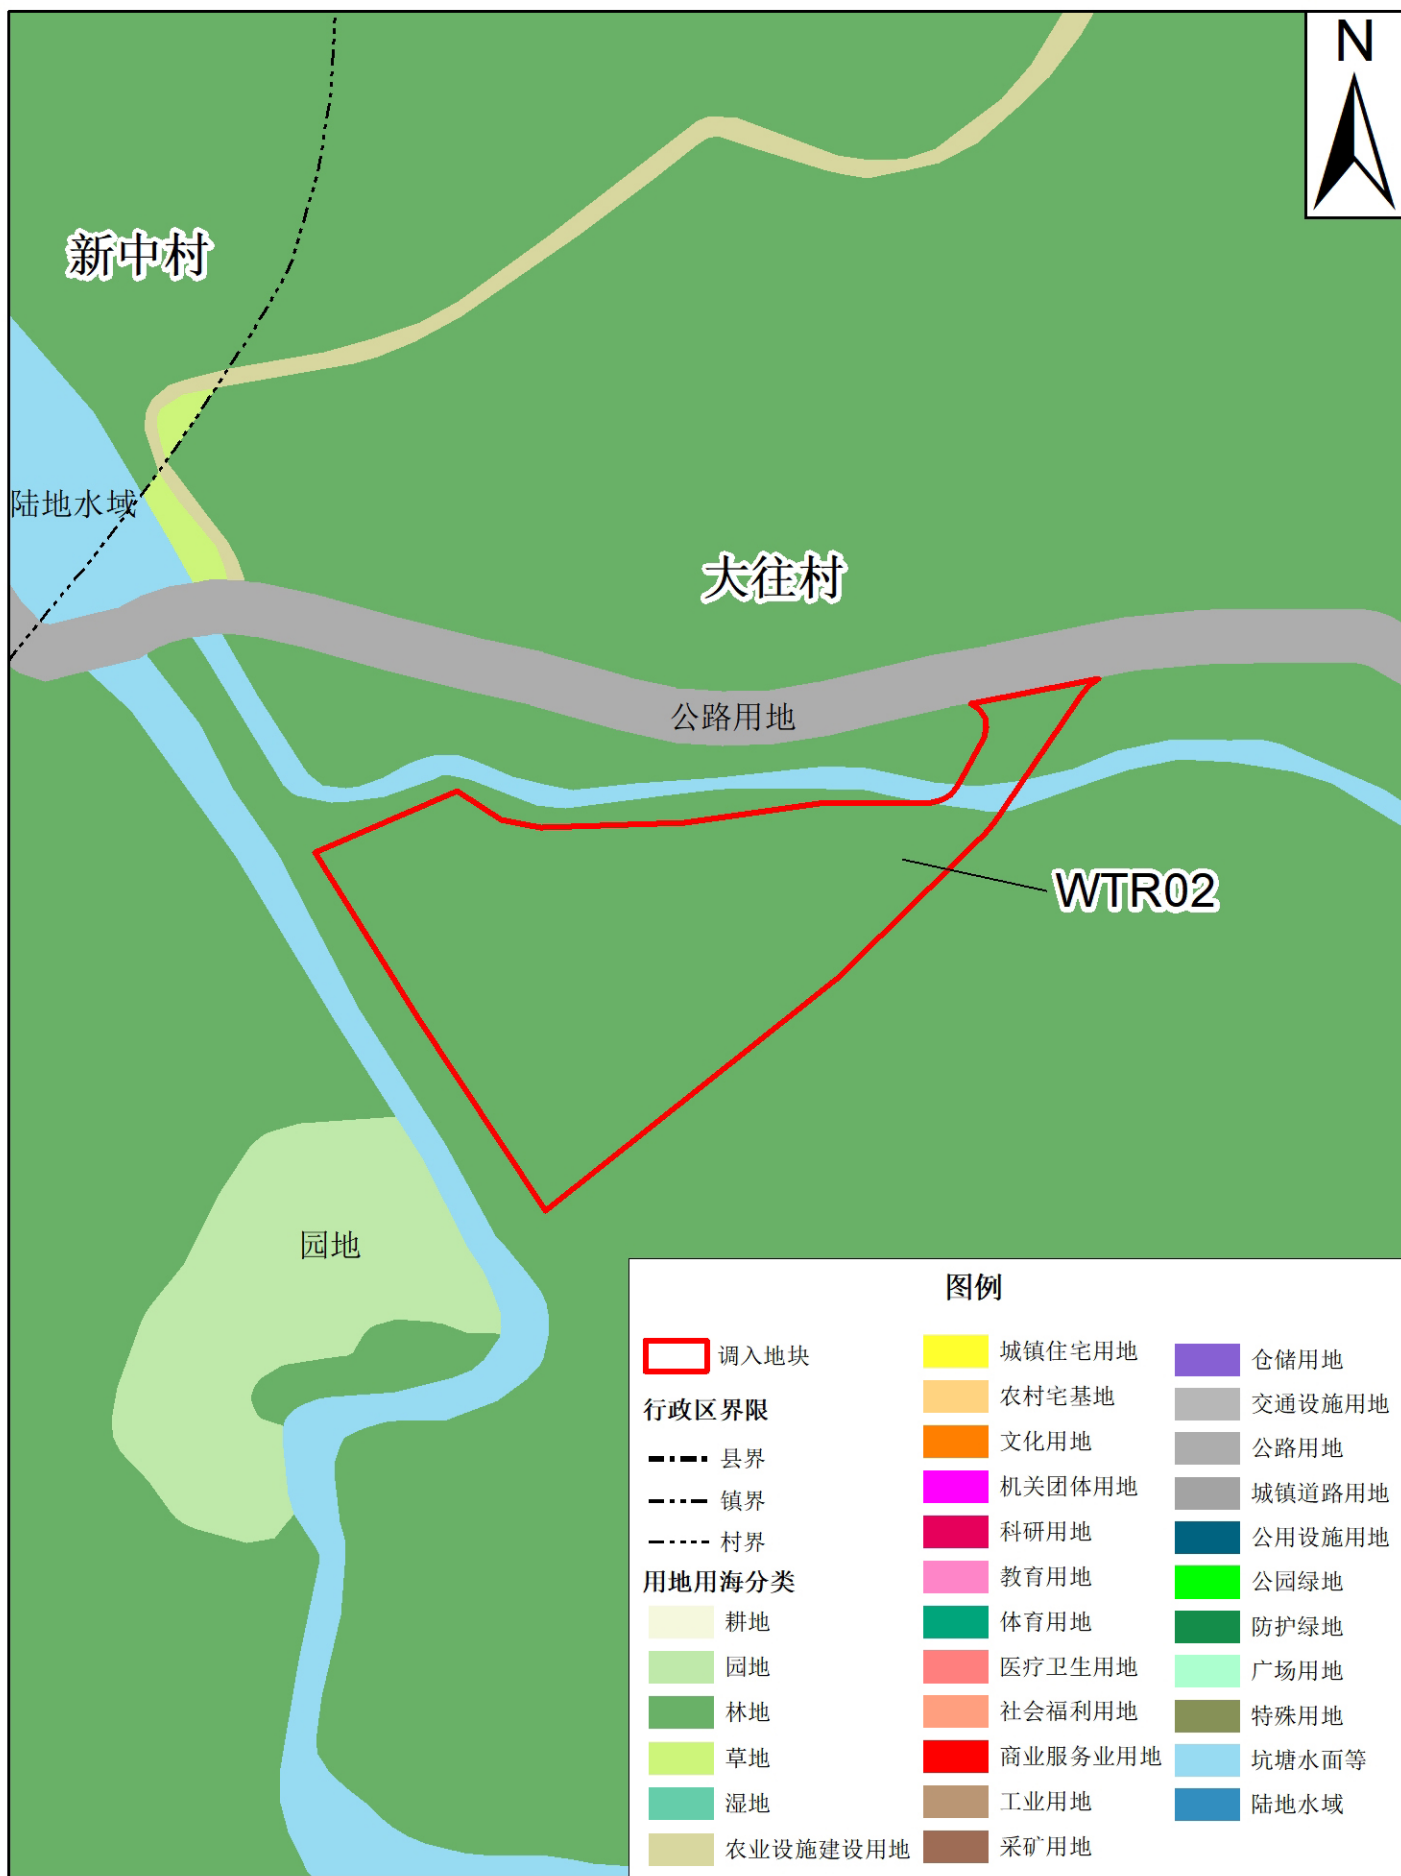 N
新中村
陆地水域
大往村
公路用地
WTR02
园地
图例
调入地块
行政区界限
县界
镇界
村界
用地用海分类
耕地
园地
林地
草地
湿地
农业设施建设用地
城镇住宅用地
农村宅基地
文化用地
机关团体用地
科研用地
教育用地
体育用地
医疗卫生用地
社会福利用地
商业服务业用地
工业用地
采矿用地
仓储用地
交通设施用地
公路用地
城镇道路用地
公用设施用地
公园绿地
防护绿地
广场用地
特殊用地
坑塘水面等
陆地水域